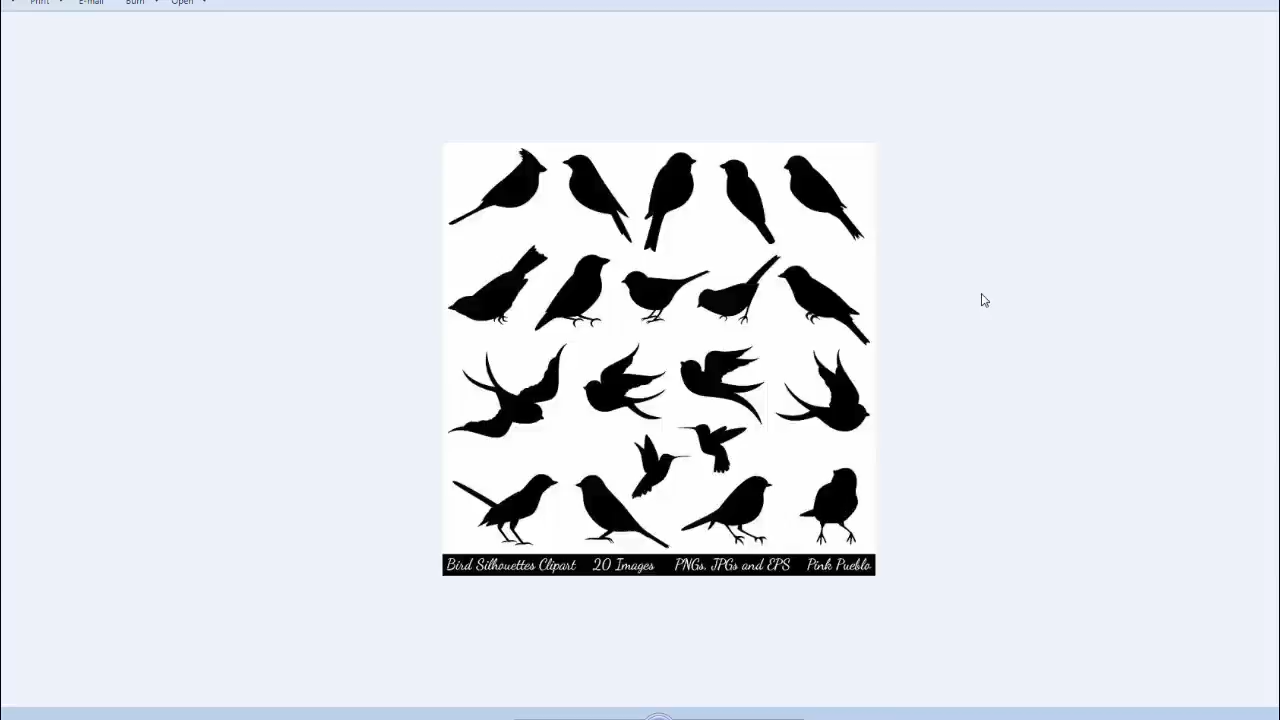 Print E-mail Burn Open
Bird Silhouettes Clipart 20 Images PNGs, JPGs and EPS Pink Pueblo